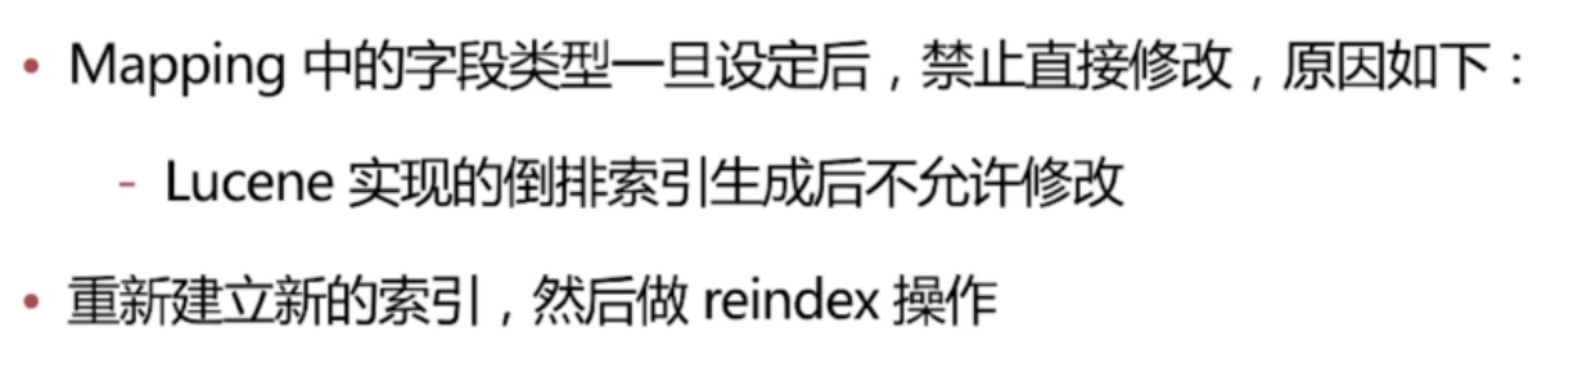 • Mapping 中的字段类型一旦设定后，禁止直接修改，原因如下：
- Lucene 实现的倒排索引生成后不允许修改
• 重新建立新的索引，然后做 reindex 操作